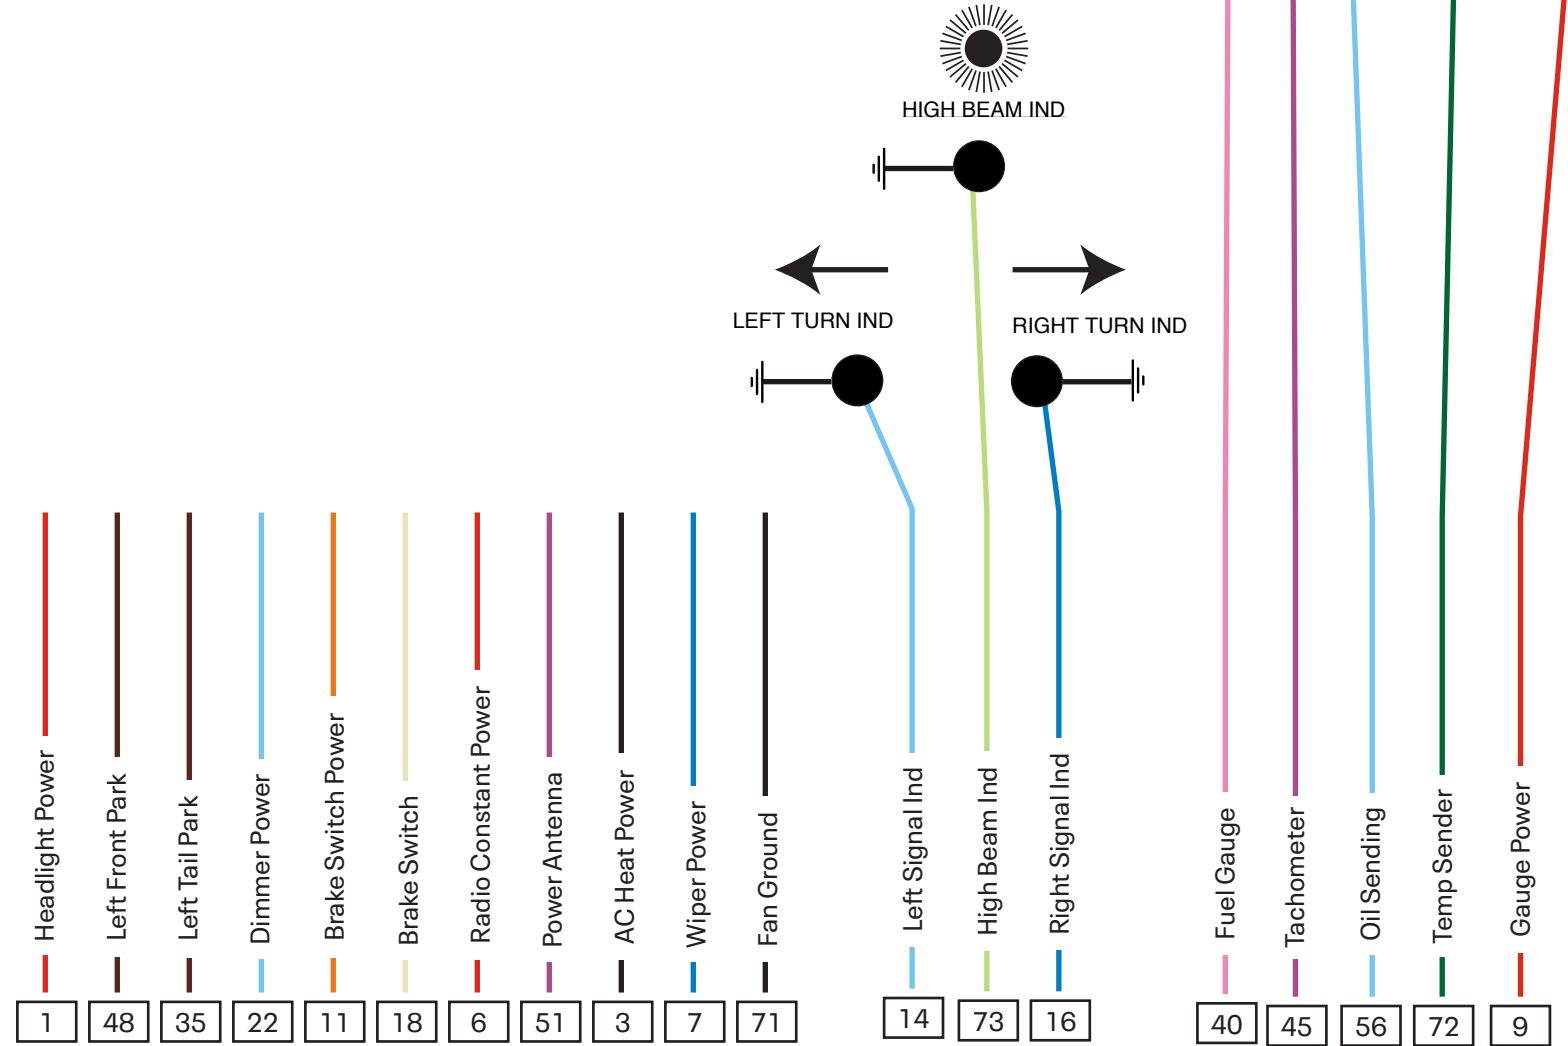 HIGH BEAM IND
LEFT TURN IND
RIGHT TURN IND
Headlight Power
Left Front Park
Left Tail Park
Dimmer Power
Brake Switch Power
Brake Switch
Radio Constant Power
Power Antenna
AC Heat Power
Wiper Power
Fan Ground
Left Signal Ind
High Beam Ind
Right Signal Ind
Fuel Gauge
Tachometer
Oil Sending
Temp Sender
Gauge Power
1
48
35
22
11
18
6
51
3
7
71
14
73
16
40
45
56
72
9